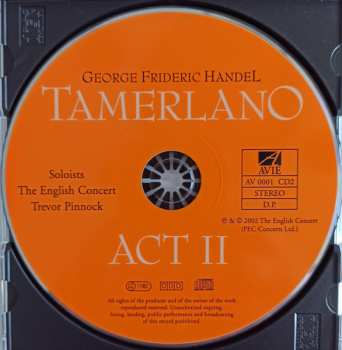 GEORGE FRIDERIC HANDEL
TAMERLANO
Soloists
The English Concert
Trevor Pinnock
AVIE
AV 0001 CD2
STEREO
D.P.
℗ & © 2002 The English Concert
(PEC Concerts Ltd.)
ACT II
All rights of the producer and of the owner of the work
reproduced reserved. Unauthorised copying,
hiring, lending, public performance and broadcasting
of this record prohibited.